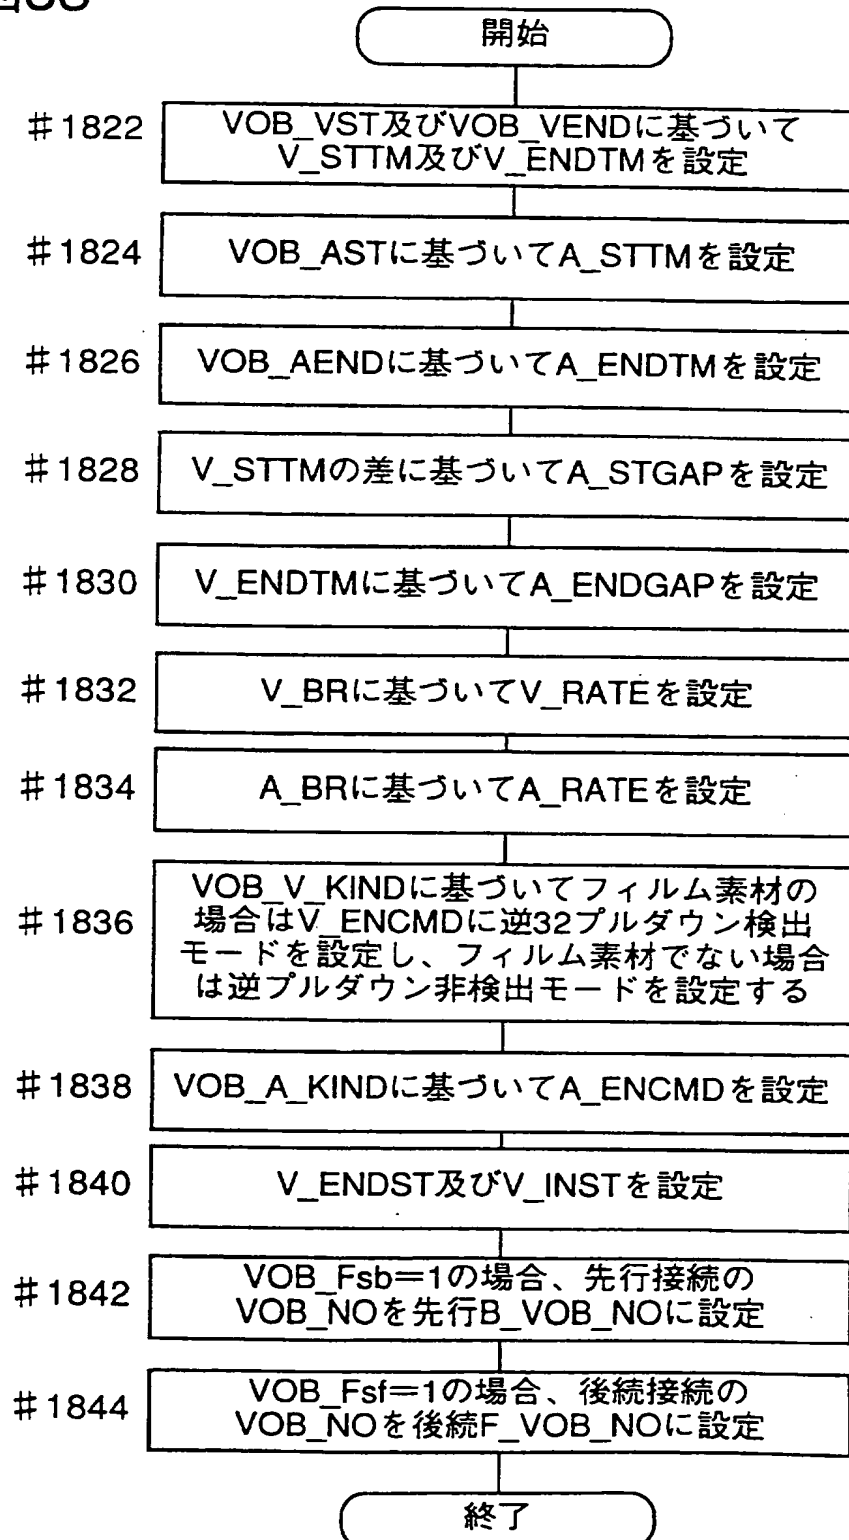 開始
#1822
VOB_VST及びVOB_VENDに基づいて
V_STTM及びV_ENDTMを設定
#1824
VOB_ASTに基づいてA_STTMを設定
#1826
VOB_AENDに基づいてA_ENDTMを設定
#1828
V_STTMの差に基づいてA_STGAPを設定
#1830
V_ENDTMに基づいてA_ENDGAPを設定
#1832
V_BRに基づいてV_RATEを設定
#1834
A_BRに基づいてA_RATEを設定
#1836
VOB_V_KINDに基づいてフィルム素材の
場合はV_ENCMDに逆32プルダウン検出
モードを設定し、フィルム素材でない場合
は逆プルダウン非検出モードを設定する
#1838
VOB_A_KINDに基づいてA_ENCMDを設定
#1840
V_ENDST及びV_INSTを設定
#1842
VOB_Fsb=1の場合、先行接続の
VOB_NOを先行B_VOB_NOに設定
#1844
VOB_Fsf=1の場合、後続接続の
VOB_NOを後続F_VOB_NOに設定
終了